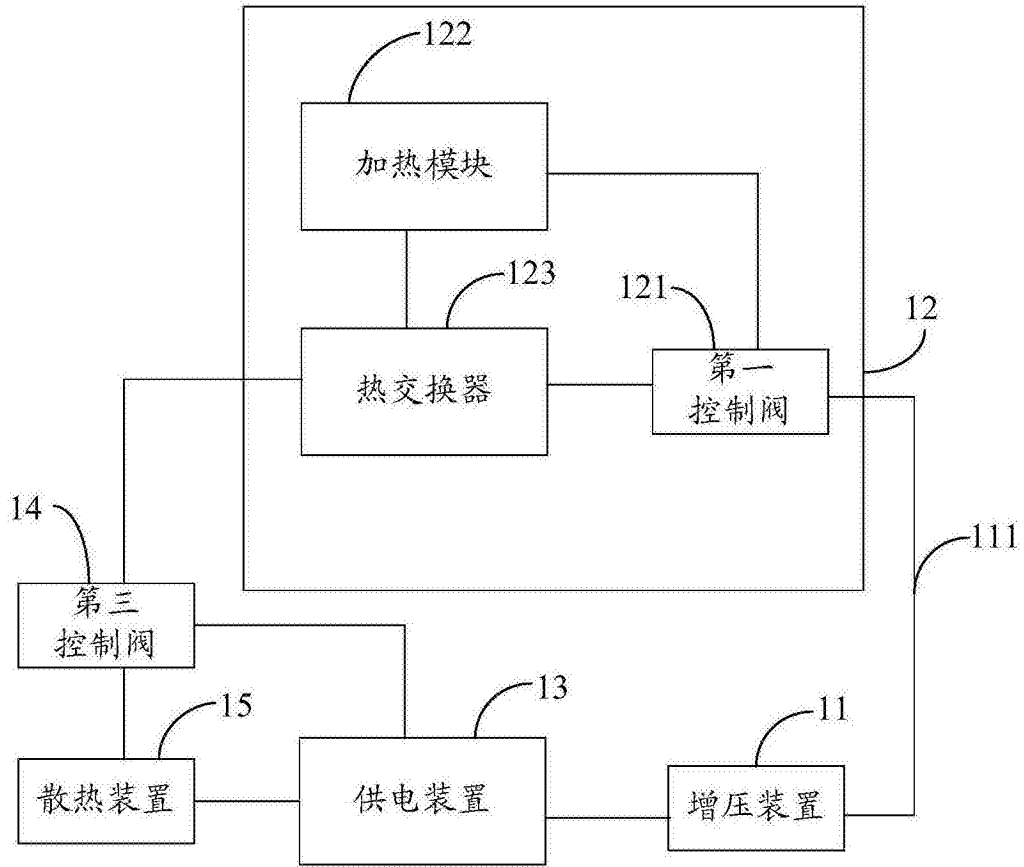 122
加热模块
123
121
12
第一
控制阀
热交换器
14
111
第三
控制阀
13
11
15
散热装置
供电装置
增压装置